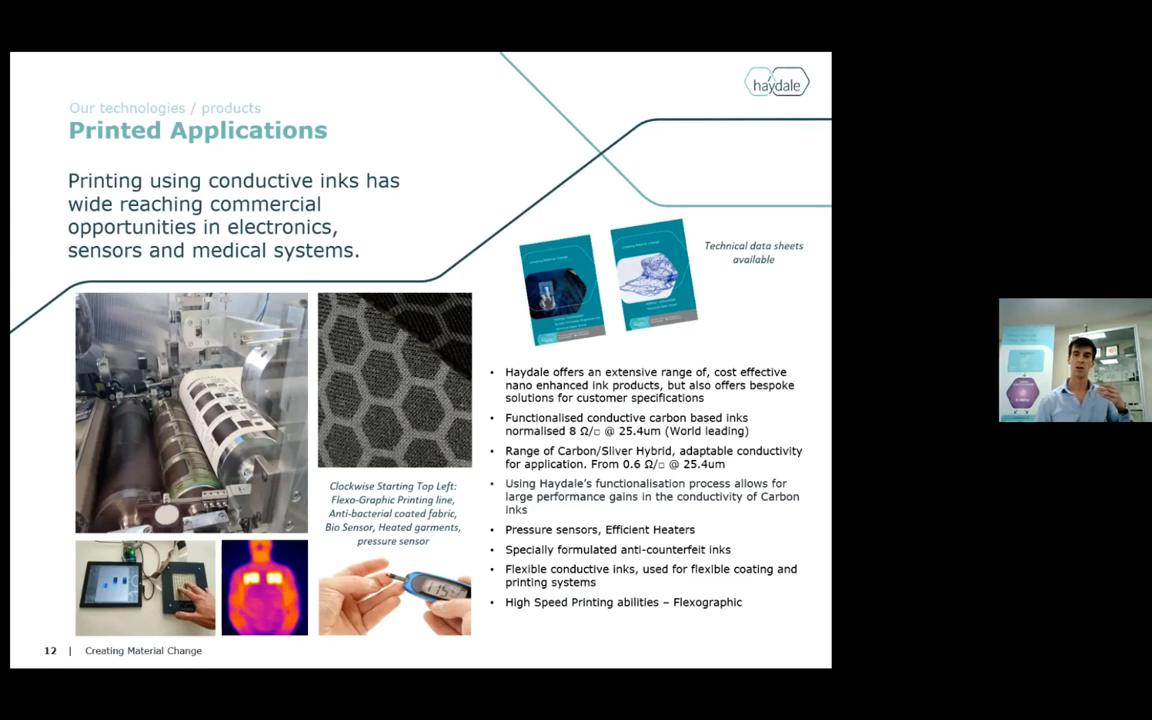 haydale
Our technologies / products
Printed Applications
Printing using conductive inks has
wide reaching commercial
opportunities in electronics,
sensors and medical systems.
Technical data sheets
available
Clockwise Starting Top Left:
Flexo-Graphic Printing line,
Anti-bacterial coated fabric,
Bio Sensor, Heated garments,
pressure sensor
• Haydale offers an extensive range of, cost effective
nano enhanced ink products, but also offers bespoke
solutions for customer specifications
• Functionalised conductive carbon based inks
normalised 8 Ω/□ @ 25.4um (World leading)
• Range of Carbon/Sliver Hybrid, adaptable conductivity
for application. From 0.6 Ω/□ @ 25.4um
• Using Haydale's functionalisation process allows for
large performance gains in the conductivity of Carbon
inks
• Pressure sensors, Efficient Heaters
• Specially formulated anti-counterfeit inks
• Flexible conductive inks, used for flexible coating and
printing systems
• High Speed Printing abilities – Flexographic
12 | Creating Material Change